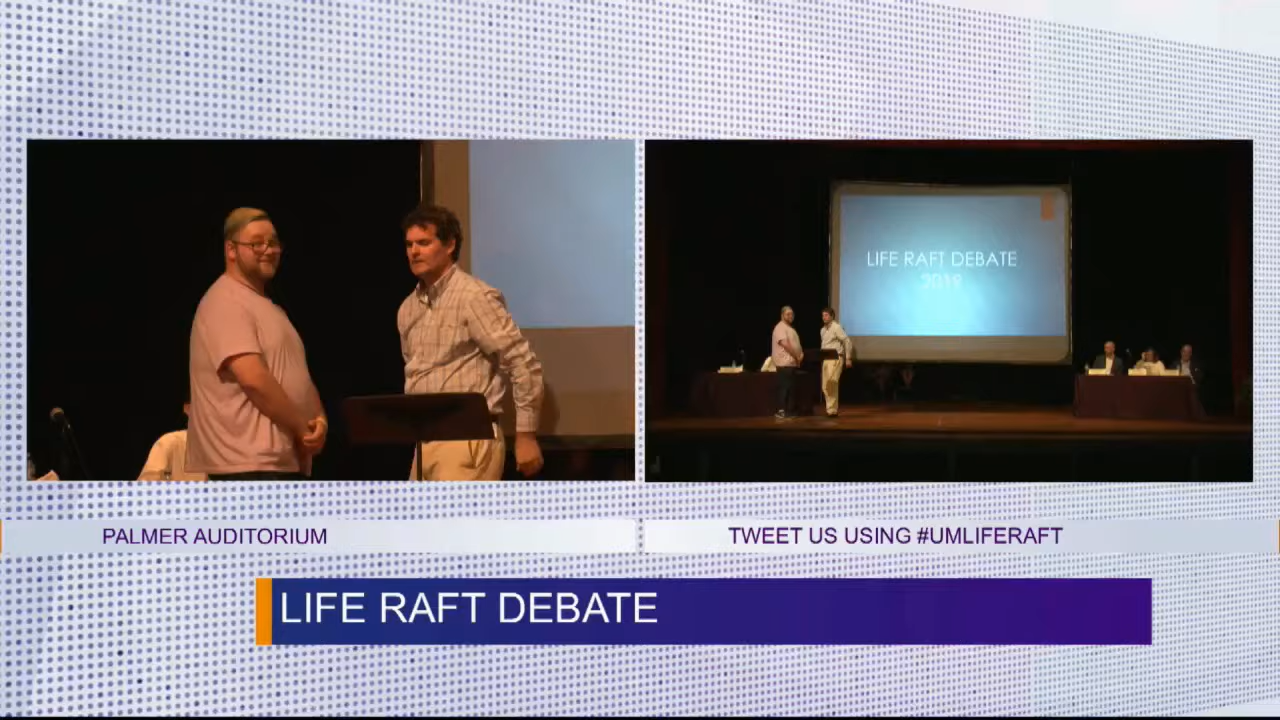 LIFE RAFT DEBATE
2019
PALMER AUDITORIUM
TWEET US USING #UMLIFERAFT
LIFE RAFT DEBATE